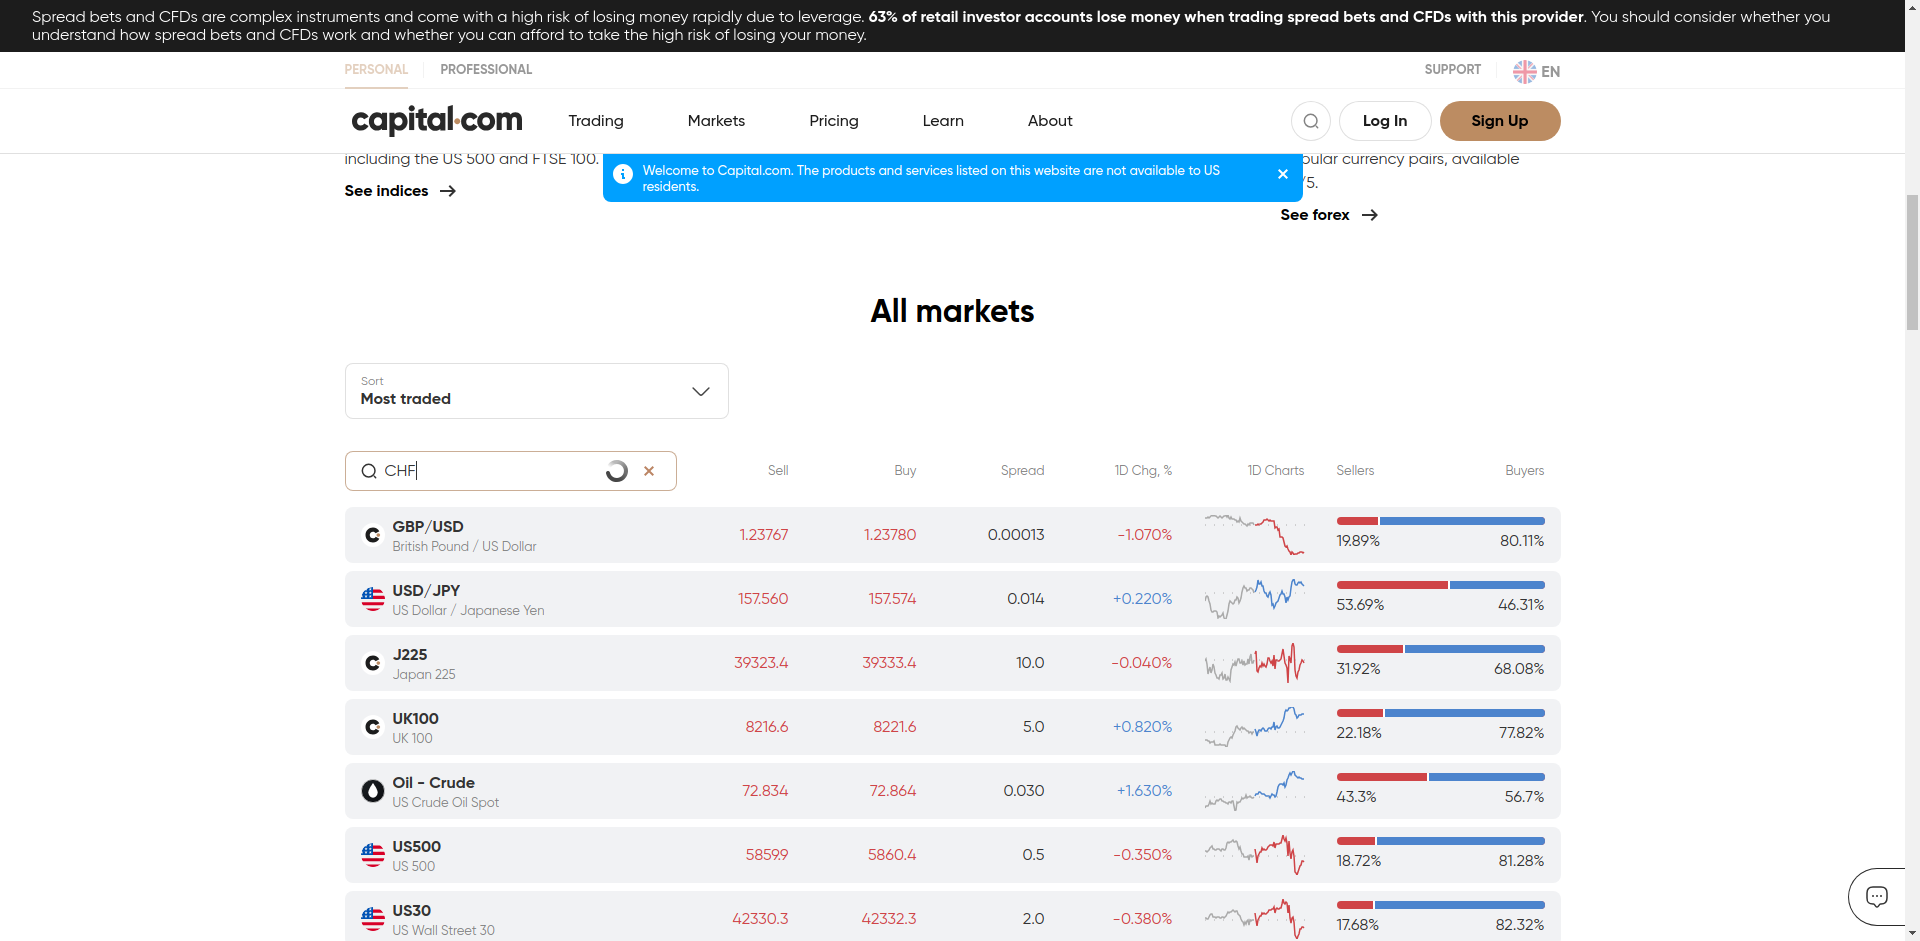 Spread bets and CFDs are complex instruments and come with a high risk of losing money rapidly due to leverage. 63% of retail investor accounts lose money when trading spread bets and CFDs with this provider. You should consider whether you
understand how spread bets and CFDs work and whether you can afford to take the high risk of losing your money.
PERSONAL PROFESSIONAL SUPPORT EN
capital.com Trading Markets Pricing Learn About Log In Sign Up
including the US 500 and FTSE 100.
Welcome to Capital.com. The products and services listed on this website are not available to US
residents.
pular currency pairs, available
/5.
See indices
See forex
All markets
Sort
Most traded
CHF Sell Buy Spread 1D Chg, % 1D Charts Sellers Buyers
GBP/USD
British Pound / US Dollar
1.23767 1.23780 0.00013 -1.070% 19.89% 80.11%
USD/JPY
US Dollar / Japanese Yen
157.560 157.574 0.014 +0.220% 53.69% 46.31%
J225
Japan 225
39323.4 39333.4 10.0 -0.040% 31.92% 68.08%
UK100
UK 100
8216.6 8221.6 5.0 +0.820% 22.18% 77.82%
Oil - Crude
US Crude Oil Spot
72.834 72.864 0.030 +1.630% 43.3% 56.7%
US500
US 500
5859.9 5860.4 0.5 -0.350% 18.72% 81.28%
US30
US Wall Street 30
42330.3 42332.3 2.0 -0.380% 17.68% 82.32%